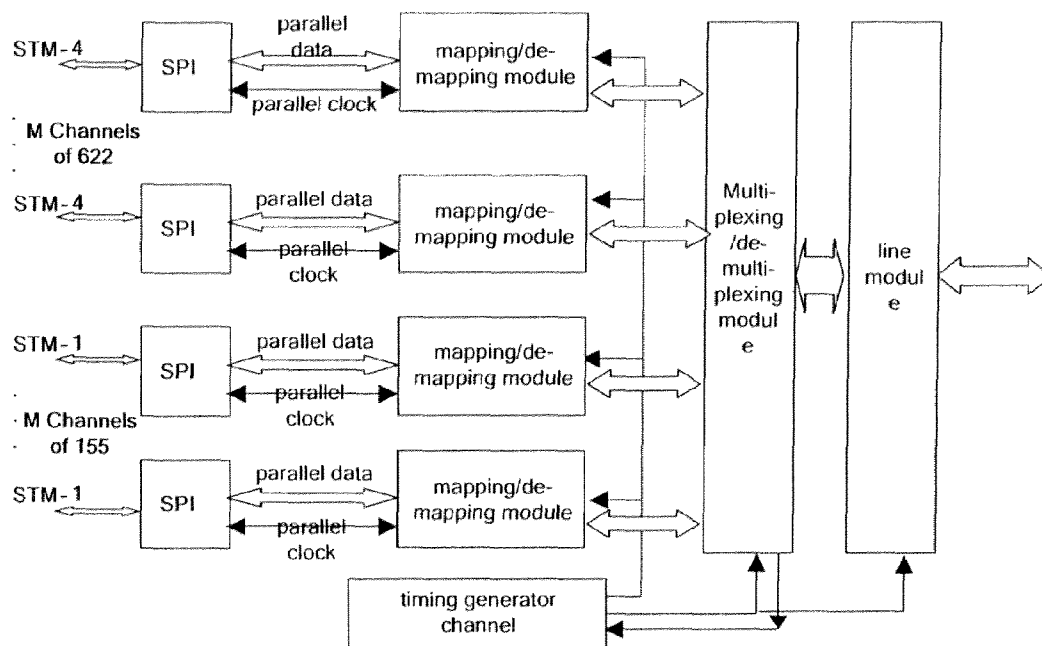 STM-4
SPI
parallel
data
parallel clock
mapping/de-
mapping module
M Channels
of 622
STM-4
SPI
parallel data
parallel
clock
mapping/de-
mapping module
Multi-
plexing
/de-
multi-
plexing
modul
e
line
modul
e
STM-1
SPI
parallel data
parallel
clock
mapping/de-
mapping module
M Channels
of 155
STM-1
SPI
parallel data
parallel
clock
mapping/de-
mapping module
timing generator
channel